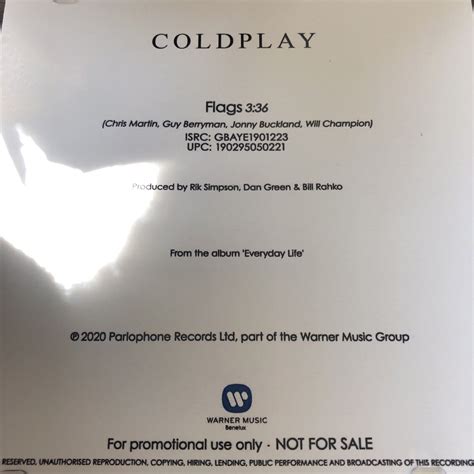 COLDPLAY
Flags 3:36
(Chris Martin, Guy Berryman, Jonny Buckland, Will Champion)
ISRC: GBAYE1901223
UPC: 190295050221
Produced by Rik Simpson, Dan Green & Bill Rahko
From the album 'Everyday Life'
℗ 2020 Parlophone Records Ltd, part of the Warner Music Group
WARNER MUSIC
Benelux
For promotional use only - NOT FOR SALE
RESERVED. UNAUTHORISED REPRODUCTION, COPYING, HIRING, LENDING, PUBLIC PERFORMANCE AND BROADCASTING OF THIS RECORDING